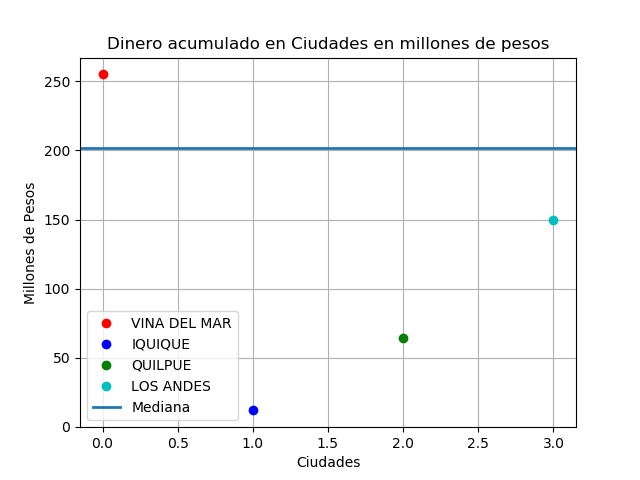 Dinero acumulado en Ciudades en millones de pesos
Millones de Pesos
250
200
150
100
50
0
VINA DEL MAR
IQUIQUE
QUILPUE
LOS ANDES
Mediana
0.0 0.5 1.0 1.5 2.0 2.5 3.0
Ciudades